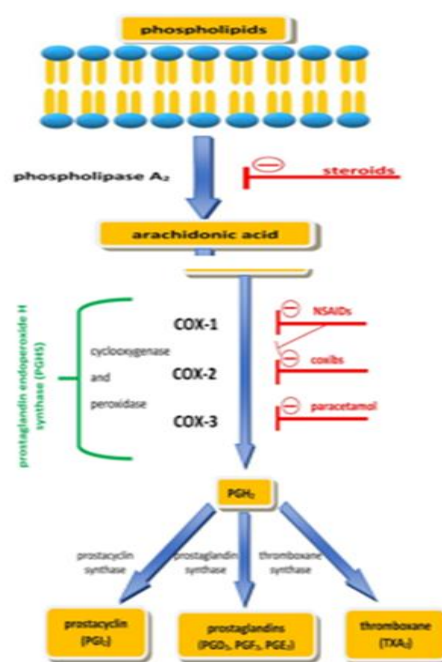 phospholipids
phospholipase A₂
steroids
arachidonic acid
prostaglandin endoperoxide H
synthase (PGHS)
cyclooxygenase
and
peroxidase
COX-1
COX-2
COX-3
NSAIDs
coxibs
paracetamol
PGH₂
prostacyclin
synthase
prostaglandin
synthase
thromboxane
synthase
prostacyclin
(PGI₂)
prostaglandins
(PGD₂, PGF₂, PGE₂)
thromboxane
(TXA₂)